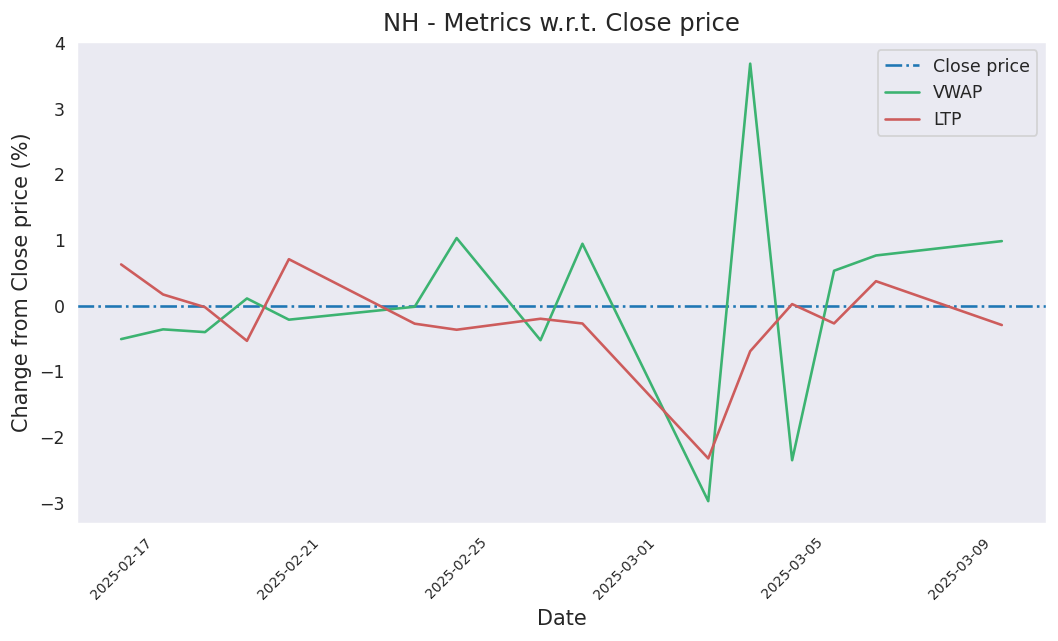 NH - Metrics w.r.t. Close price
Close price
VWAP
LTP
Change from Close price (%)
4
3
2
1
0
−1
−2
−3
2025-02-17
2025-02-21
2025-02-25
2025-03-01
2025-03-05
2025-03-09
Date